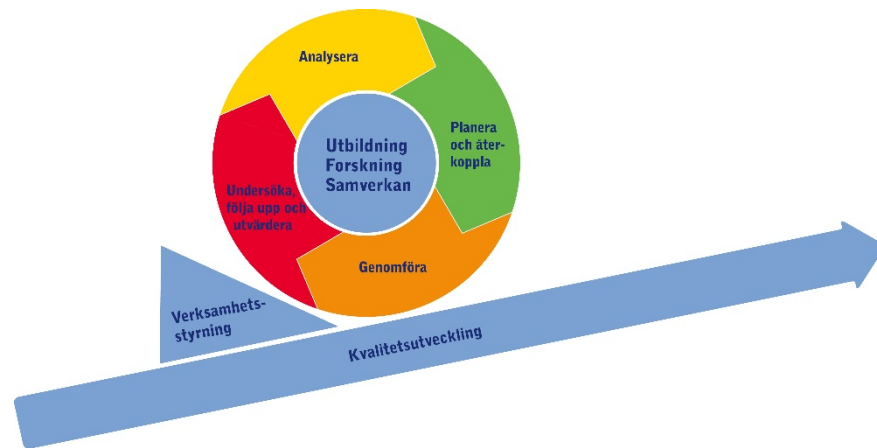 Analysera
Planera
och åter-
koppla
Utbildning
Forskning
Samverkan
Undersöka,
följa upp och
utvärdera
Genomföra
Verksamhets-
styrning
Kvalitetsutveckling